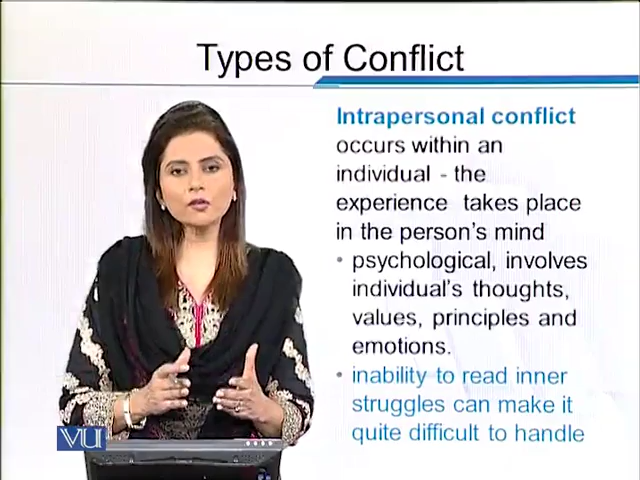 Types of Conflict
Intrapersonal conflict
occurs within an
individual - the
experience takes place
in the person's mind
• psychological, involves
individual's thoughts,
values, principles and
emotions.
• inability to read inner
struggles can make it
quite difficult to handle
VU